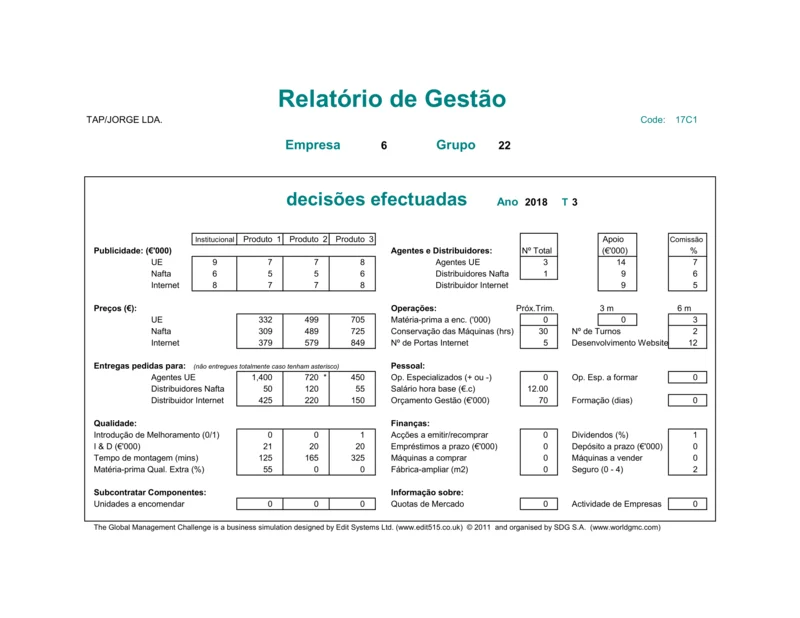 Relatório de Gestão
TAP/JORGE LDA. Code: 17C1
Empresa 6 Grupo 22
decisões efectuadas Ano 2018 T 3
Institucional Produto 1 Produto 2 Produto 3 Apoio Comissão
Publicidade: (€'000) Agentes e Distribuidores: Nº Total (€'000) %
UE 9 7 7 8 Agentes UE 3 14 7
Nafta 6 5 5 6 Distribuidores Nafta 1 9 6
Internet 8 7 7 8 Distribuidor Internet 9 5
Preços (€): Operações: Próx.Trim. 3 m 6 m
UE 332 499 705 Matéria-prima a enc. ('000) 0 0 3
Nafta 309 489 725 Conservação das Máquinas (hrs) 30 Nº de Turnos 2
Internet 379 579 849 Nº de Portas Internet 5 Desenvolvimento Website 12
Entregas pedidas para: (não entregues totalmente caso tenham asterisco) Pessoal:
Agentes UE 1,400 720 * 450 Op. Especializados (+ ou -) 0 Op. Esp. a formar 0
Distribuidores Nafta 50 120 55 Salário hora base (€.c) 12.00
Distribuidor Internet 425 220 150 Orçamento Gestão (€'000) 70 Formação (dias) 0
Qualidade: Finanças:
Introdução de Melhoramento (0/1) 0 0 1 Acções a emitir/recomprar 0 Dividendos (%) 1
I & D (€'000) 21 20 20 Empréstimos a prazo (€'000) 0 Depósito a prazo (€'000) 0
Tempo de montagem (mins) 125 165 325 Máquinas a comprar 0 Máquinas a vender 0
Matéria-prima Qual. Extra (%) 55 0 0 Fábrica-ampliar (m2) 0 Seguro (0 - 4) 2
Subcontratar Componentes: Informação sobre:
Unidades a encomendar 0 0 0 Quotas de Mercado 0 Actividade de Empresas 0
The Global Management Challenge is a business simulation designed by Edit Systems Ltd. (www.edit515.co.uk) © 2011 and organised by SDG S.A. (www.worldgmc.com)